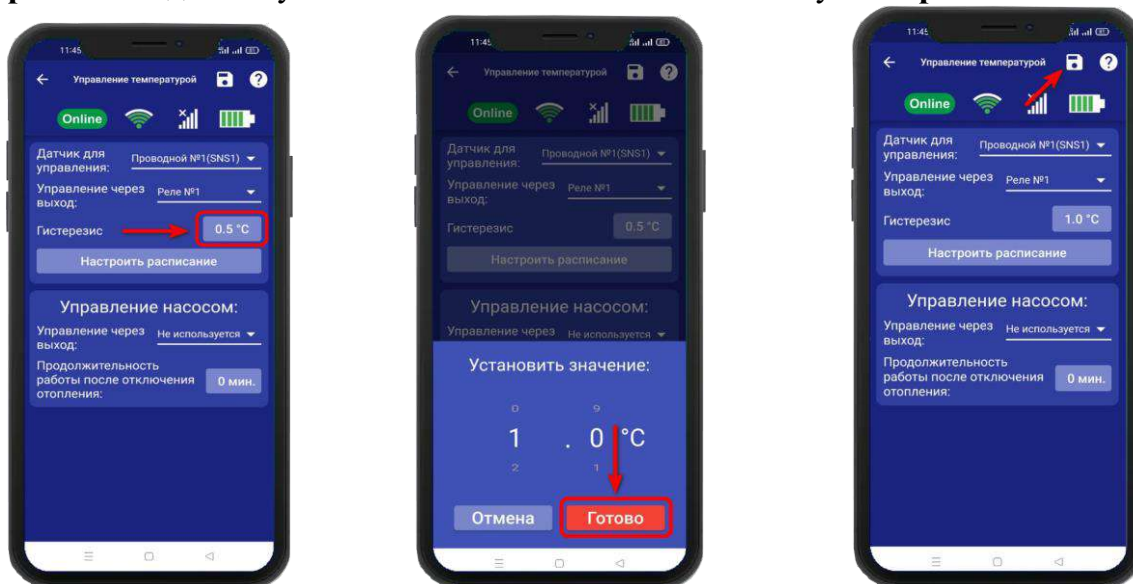 11:45
Управление температурой
Online
Датчик для
управления:
Проводной №1(SNS1)
Управление через
выход:
Реле №1
Гистерезис
0.5 °C
Настроить расписание
Управление насосом:
Управление через
выход:
Не используется
Продолжительность
работы после отключения
отопления:
0 мин.
11:45
Управление температурой
Online
Датчик для
управления:
Проводной №1(SNS1)
Управление через
выход:
Реле №1
Гистерезис
0.5 °C
Настроить расписание
Управление насосом:
Управление через
Не используется
Установить значение:
0 9
1 . 0 °C
2 1
Отмена
Готово
11:45
Управление температурой
Online
Датчик для
управления:
Проводной №1(SNS1)
Управление через
выход:
Реле №1
Гистерезис
1.0 °C
Настроить расписание
Управление насосом:
Управление через
выход:
Не используется
Продолжительность
работы после отключения
отопления:
0 мин.